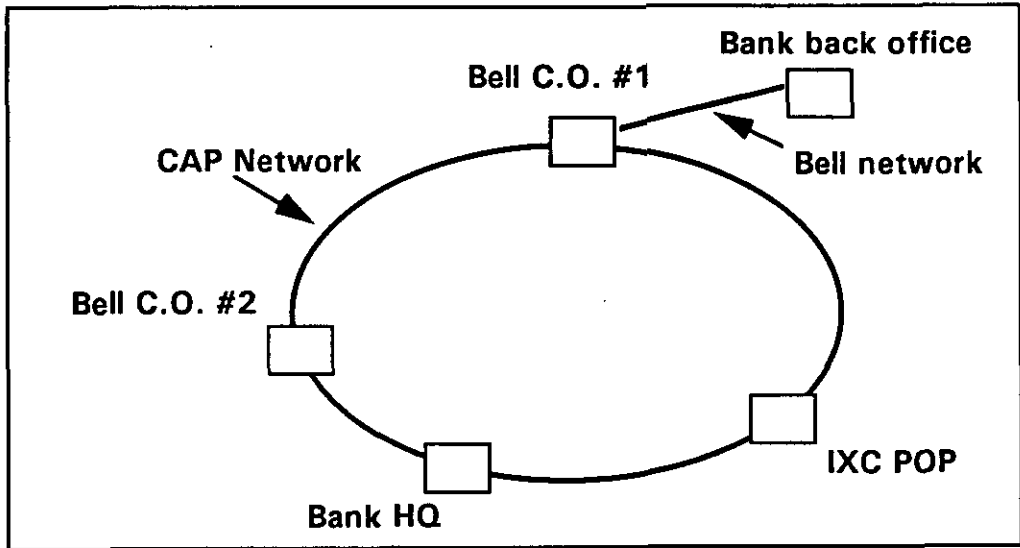 Bank back office
Bell C.O. #1
CAP Network
Bell network
Bell C.O. #2
IXC POP
Bank HQ